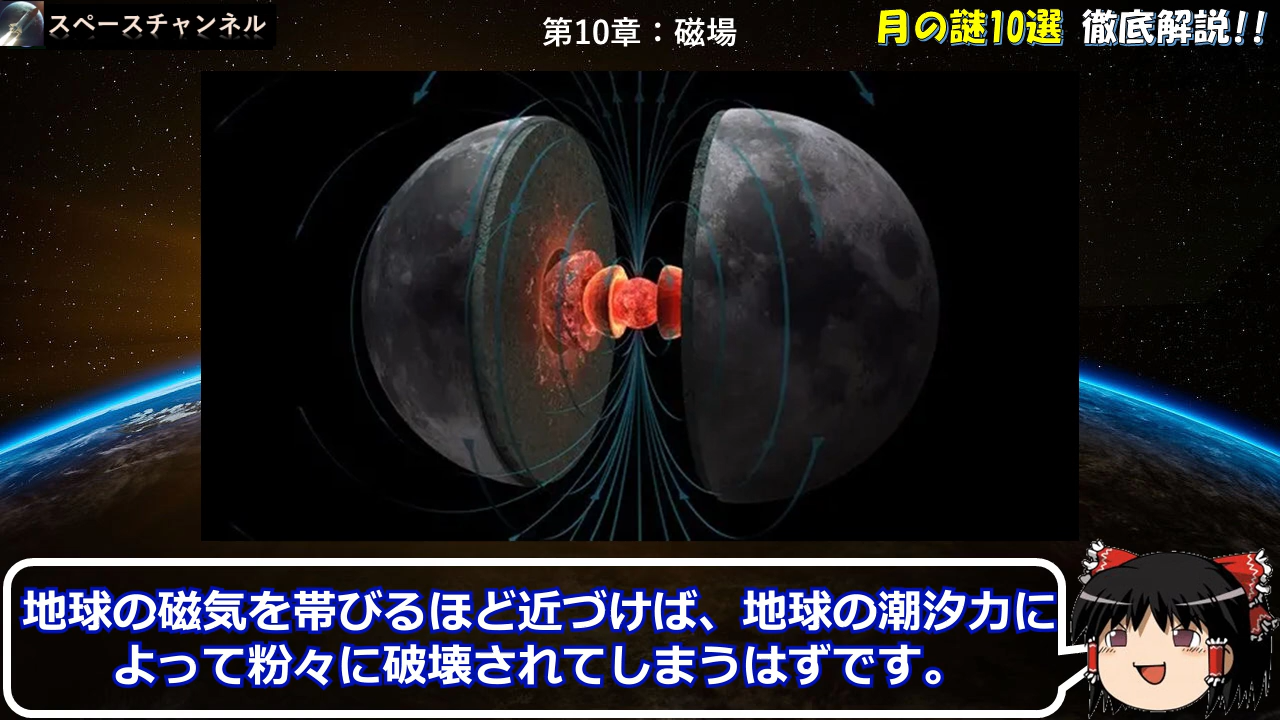 スペースチャンネル
第10章：磁場
月の謎10選 徹底解説!!
地球の磁気を帯びるほど近づけば、地球の潮汐力に
よって粉々に破壊されてしまうはずです。